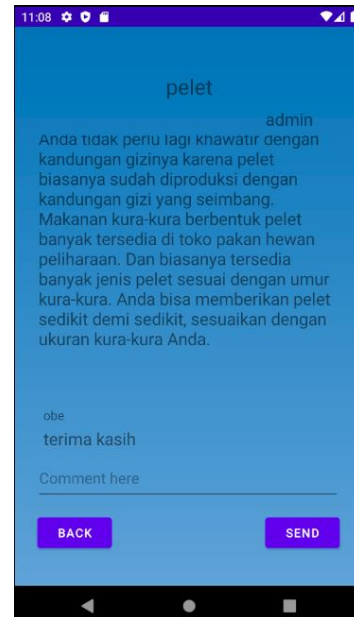 11:08
pelet
admin
Anda tidak perlu lagi khawatir dengan
kandungan gizinya karena pelet
biasanya sudah diproduksi dengan
kandungan gizi yang seimbang.
Makanan kura-kura berbentuk pelet
banyak tersedia di toko pakan hewan
peliharaan. Dan biasanya tersedia
banyak jenis pelet sesuai dengan umur
kura-kura. Anda bisa memberikan pelet
sedikit demi sedikit, sesuaikan dengan
ukuran kura-kura Anda.
obe
terima kasih
Comment here
BACK
SEND